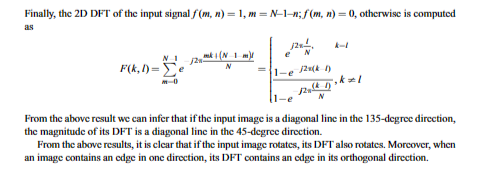 Finally, the 2D DFT of the input signal f (m, n) = 1, m = N–1–n; f (m, n) = 0, otherwise is computed
as
F(k, l) = Σ_{m=0}^{N-1} e^{-j2π (mk+(N-1-m)l)/N} = { e^{j2π l/N}, k=l
(1-e^{-j2π(k-l)})/(1-e^{-j2π(k-l)/N}), k ≠ l
From the above result we can infer that if the input image is a diagonal line in the 135-degree direction,
the magnitude of its DFT is a diagonal line in the 45-degree direction.
From the above results, it is clear that if the input image rotates, its DFT also rotates. Moreover, when
an image contains an edge in one direction, its DFT contains an edge in its orthogonal direction.